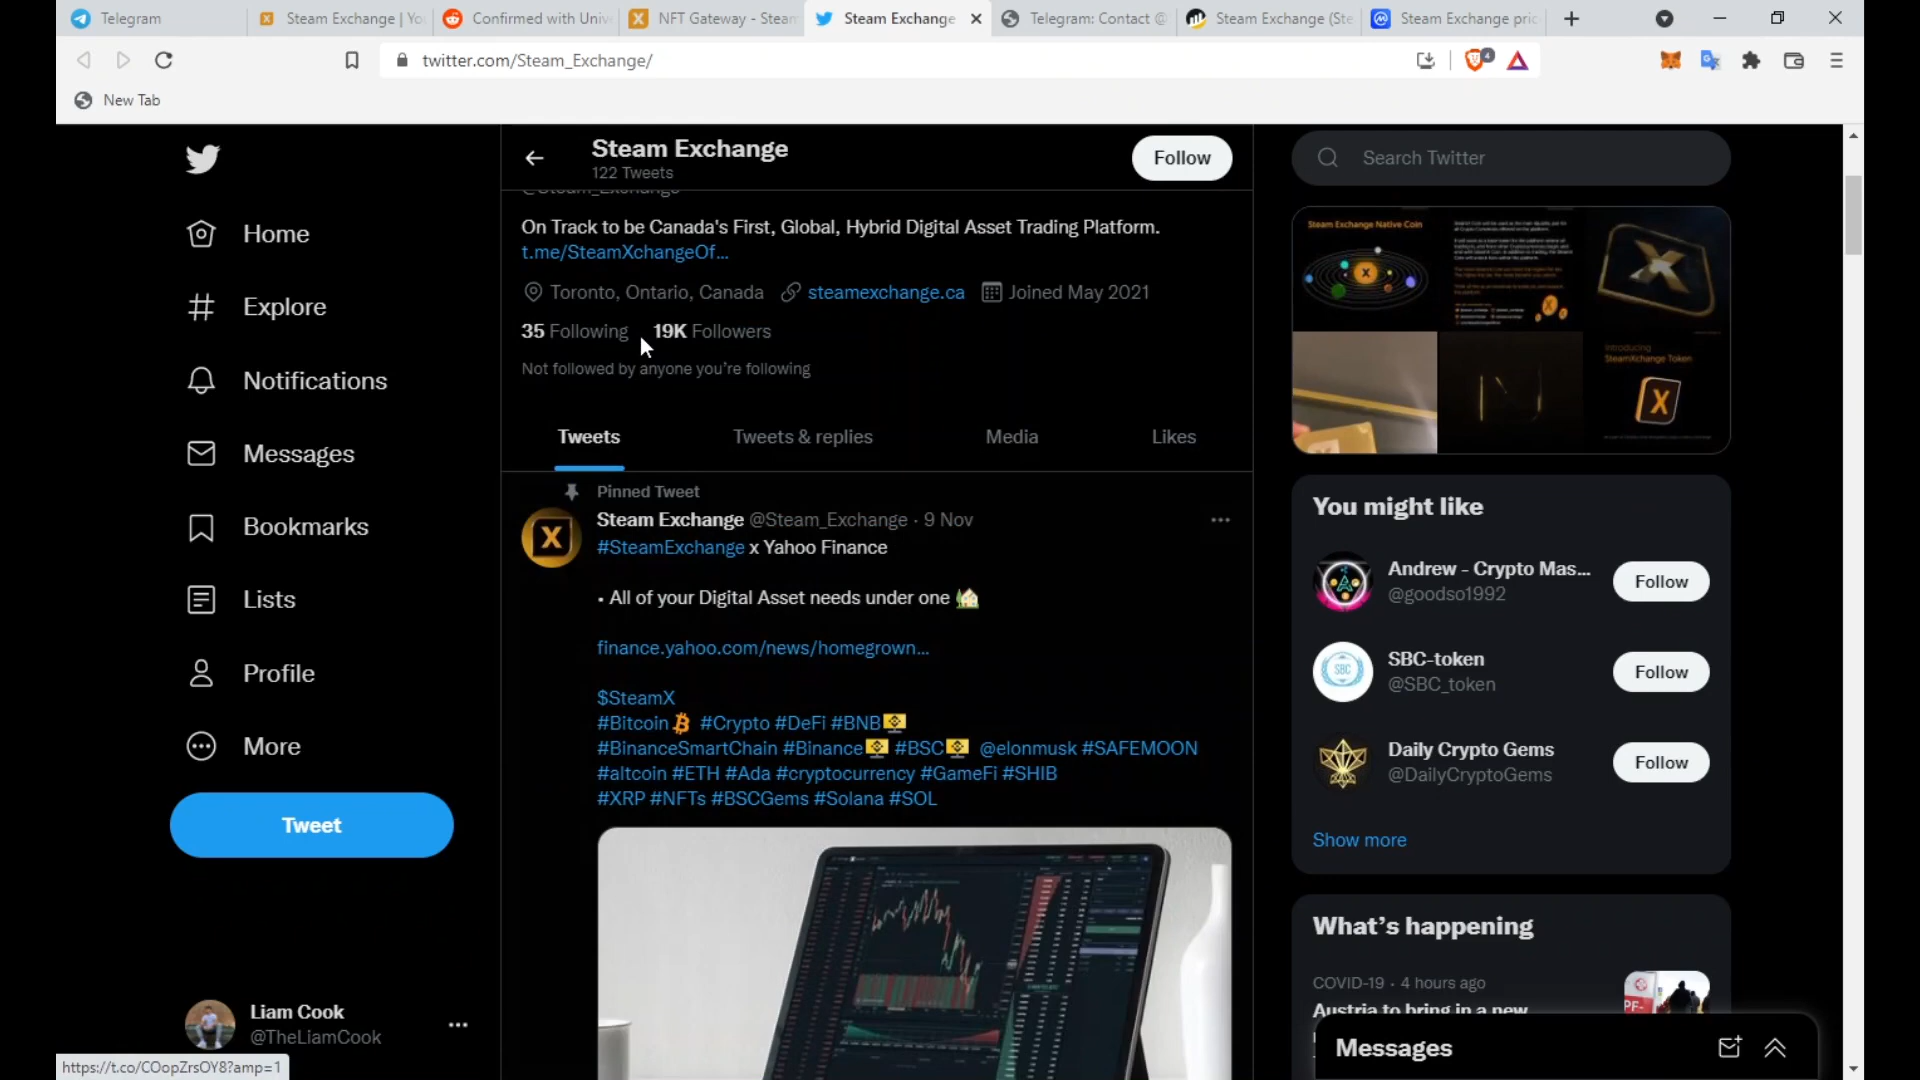 Telegram
Steam Exchange | Yo
Confirmed with Univ
NFT Gateway - Steam
Steam Exchange
Telegram: Contact @
Steam Exchange (Ste
Steam Exchange pric
twitter.com/Steam_Exchange/
4
New Tab
Steam Exchange
122 Tweets
Follow
@Steam_Exchange
On Track to be Canada's First, Global, Hybrid Digital Asset Trading Platform.
t.me/SteamXchangeOf...
Toronto, Ontario, Canada steamexchange.ca Joined May 2021
35 Following 19K Followers
Not followed by anyone you're following
Tweets
Tweets & replies
Media
Likes
Pinned Tweet
Steam Exchange @Steam_Exchange · 9 Nov
#SteamExchange x Yahoo Finance
• All of your Digital Asset needs under one 🏡
finance.yahoo.com/news/homegrown...
$SteamX
#Bitcoin #Crypto #DeFi #BNB
#BinanceSmartChain #Binance #BSC @elonmusk #SAFEMOON
#altcoin #ETH #Ada #cryptocurrency #GameFi #SHIB
#XRP #NFTs #BSCGems #Solana #SOL
Home
Explore
Notifications
Messages
Bookmarks
Lists
Profile
More
Tweet
Liam Cook
@TheLiamCook
https://t.co/COopZrsOY8?amp=1
Search Twitter
Steam Exchange Native Coin
Introducing
SteamXchange Token
You might like
Andrew - Crypto Mas...
@goodso1992
Follow
SBC-token
@SBC_token
Follow
Daily Crypto Gems
@DailyCryptoGems
Follow
Show more
What's happening
COVID-19 · 4 hours ago
Austria to bring in a new
Messages